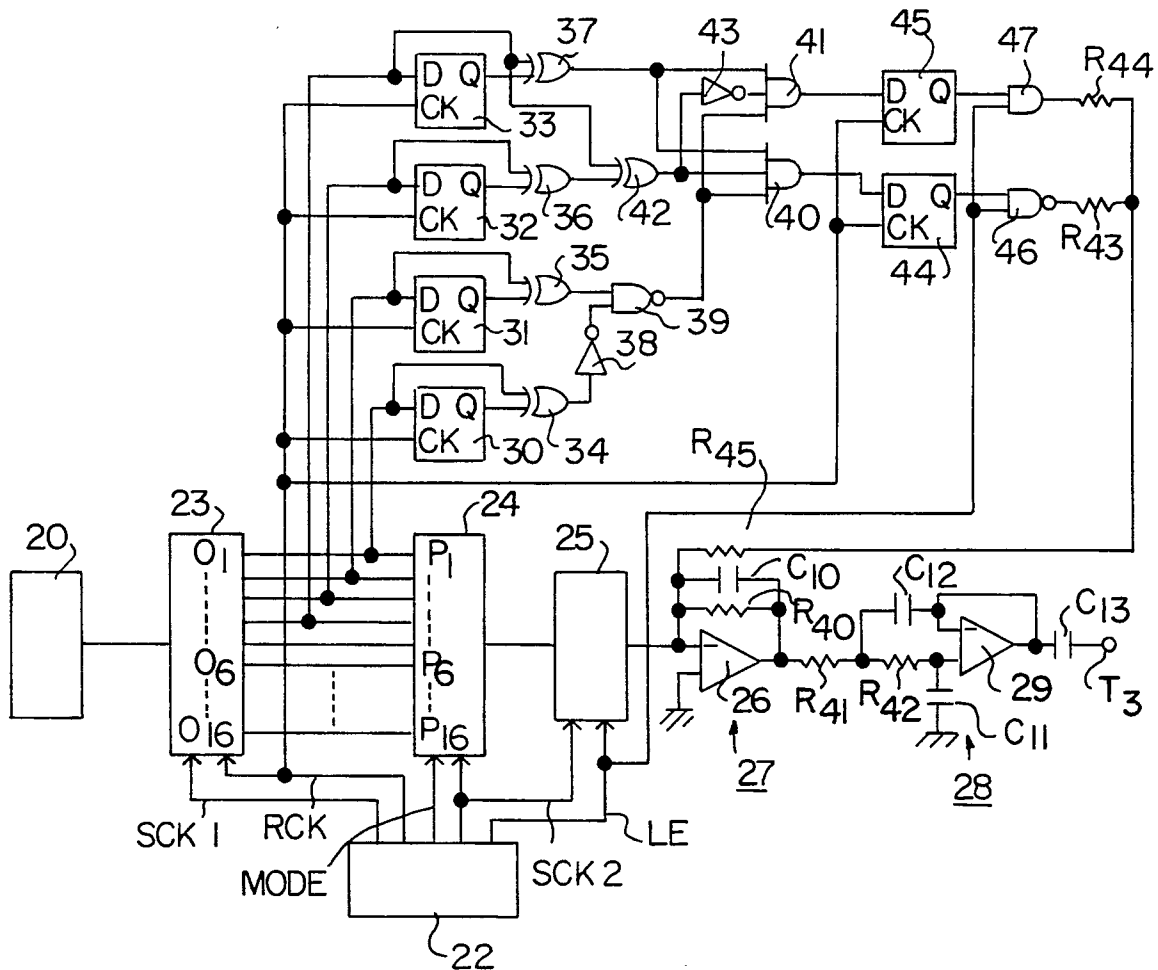 37
43
41
45
47
R44
D Q
CK
33
D Q
CK
D Q
CK
32
36
42
40
D Q
CK
44
46
R43
35
D Q
CK
31
39
38
D Q
CK
30
34
R45
23
24
20
25
O1
P1
C10
C12
C13
R40
O6
P6
26
R41
R42
29
T3
O16
P16
C11
27
28
SCK 1
RCK
MODE
SCK 2
LE
22